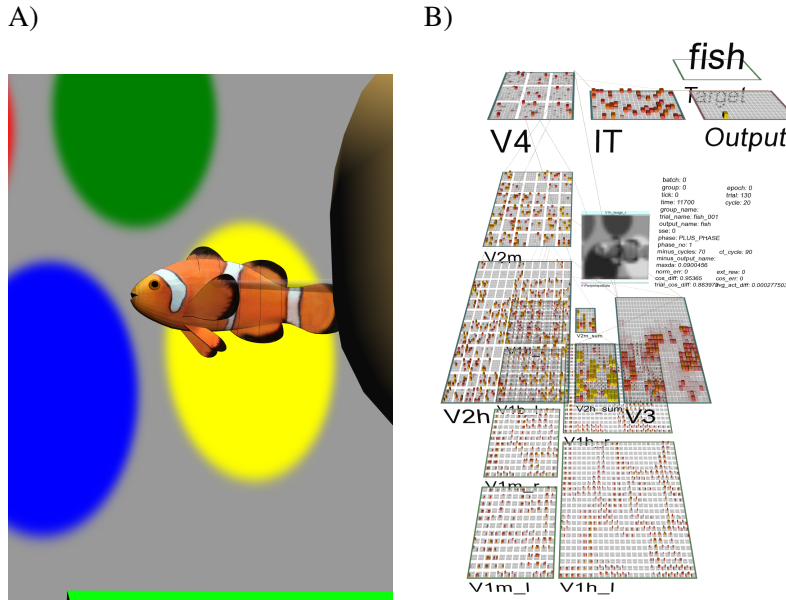 A)
B)
fish
Target
V4
IT
Output
batch: 0
group: 0
epoch: 0
tick: 0
trial: 130
time: 11700
cycle: 20
group_name:
trial_name: fish_001
output_name: fish
sse: 0
phase: PLUS_PHASE
phase_no: 1
minus_cycles: 70
ct_cycle: 90
minus_output_name:
maxda: 0.0900456
norm_err: 0
ext_rew: 0
cos_diff: 0.95365
cos_err: 0
V2m
V2m_sum
V2h
V2h_sum
V3
V1h_r
V1m_r
V1m_l
V1h_l